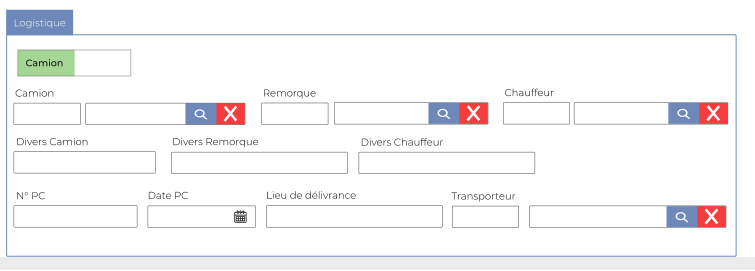 Logistique
Camion
Camion Remorque Chauffeur
Divers Camion Divers Remorque Divers Chauffeur
N° PC Date PC Lieu de délivrance Transporteur